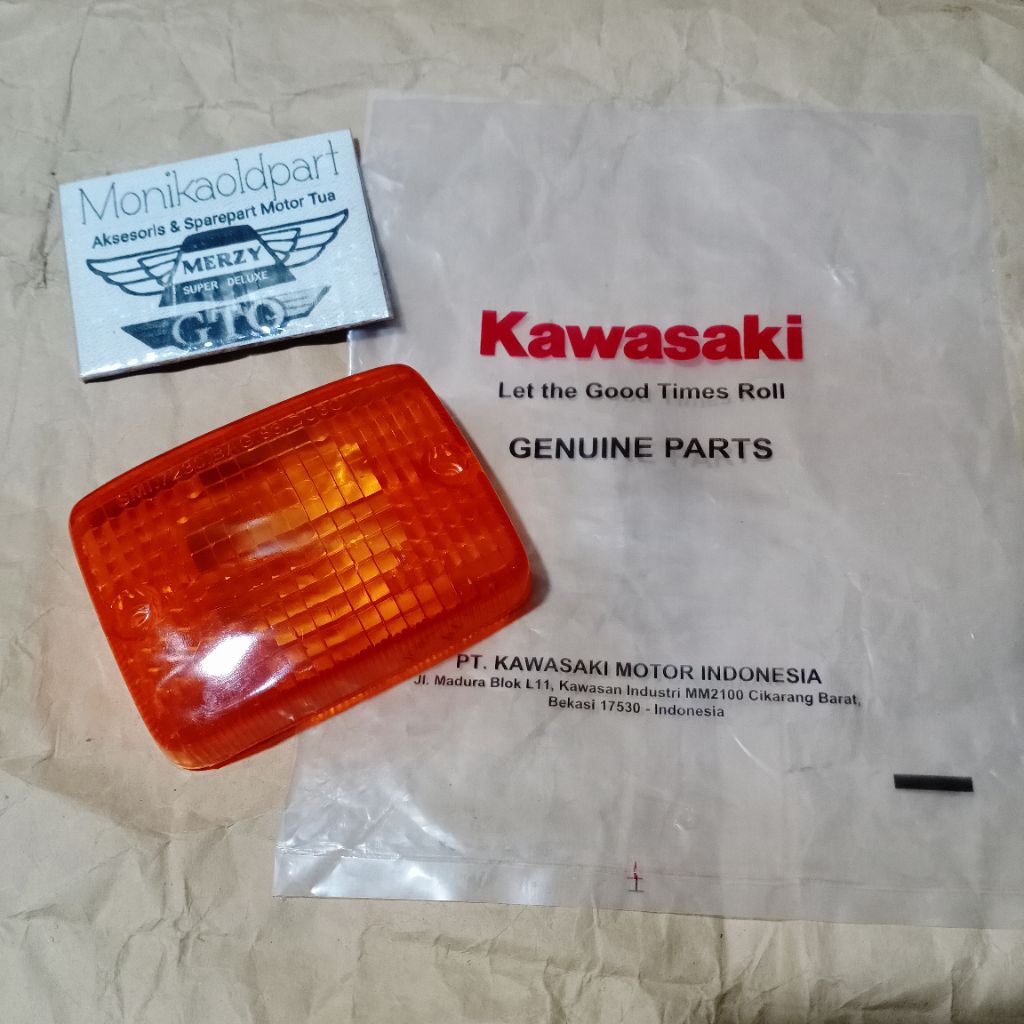 Monikaoldpart
Aksesoris & Sparepart Motor Tua
MERZY
SUPER DELUXE
GTO
Kawasaki
Let the Good Times Roll
GENUINE PARTS
PT. KAWASAKI MOTOR INDONESIA
Jl. Madura Blok L11, Kawasan Industri MM2100 Cikarang Barat,
Bekasi 17530 - Indonesia